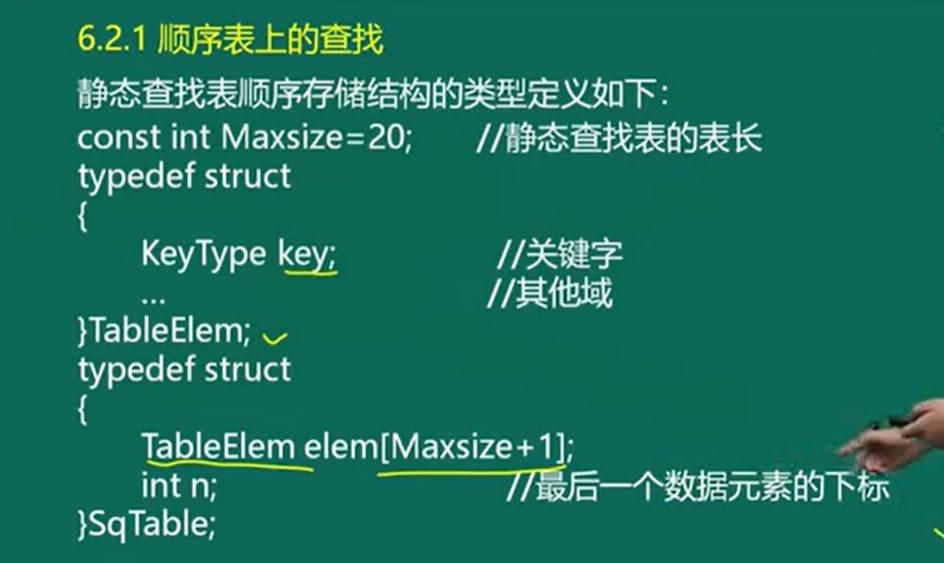 6.2.1 顺序表上的查找
静态查找表顺序存储结构的类型定义如下：
const int Maxsize=20; //静态查找表的表长
typedef struct
{
KeyType key; //关键字
... //其他域
}TableElem;
typedef struct
{
TableElem elem[Maxsize+1];
int n; //最后一个数据元素的下标
}SqTable;